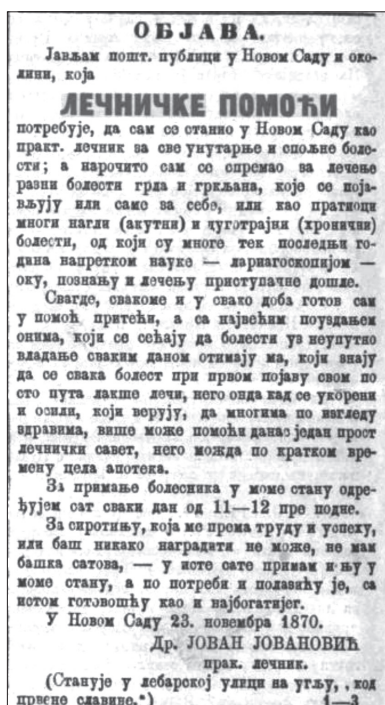 ОБЈАВА.
Јављам пошт. публици у Новом Саду и око-
лини, која
ЛЕЧНИЧКЕ ПОМОЋИ
потребује, да сам се станио у Новом Саду као
практ. лечник за све унутарње и спољне боле-
сти; а нарочито сам се спремао за лечење
разни болести грла и гркљана, које се поја-
вљују или саме за себе, или као пратиоци
многи нагли (акутни) и дуготрајни (хронични)
болести, од који су многе тек последњи го-
дина напретком науке — лариагоскопијом —
оку, познању и лечењу приступачне дошле.
Свагде, свакоме и у свако доба готов сам
у помоћ притећи, а са највећим поуздањем
онима, који се сећају да болести уз неупутно
владање сваким даном отимају ма, који знају
да се свака болест при првом појаву свом по
сто пута лакше лечи, него онда кад се укорени
и осили, који верују, да многима по изгледу
здравима, више може помоћи данас један прост
лечнички савет, него можда по кратком вре-
мену цела апотека.
За примање болесника у моме стану одре-
ђујем сат сваки дан од 11—12 пре подне.
За сиротињу, која ме према труду и успеху,
или баш никако наградити не може, не мам
башка сатова, — у исте сате примам и њу у
моме стану, а по потреби и полазићу је, са
истом готовошћу као и најбогатијег.
У Новом Саду 23. новембра 1870.
Др. ЈОВАН ЈОВАНОВИЋ
прак. лечник.
(Станује у лебарској улици на угљу, код
црвене славине.*) 1—3